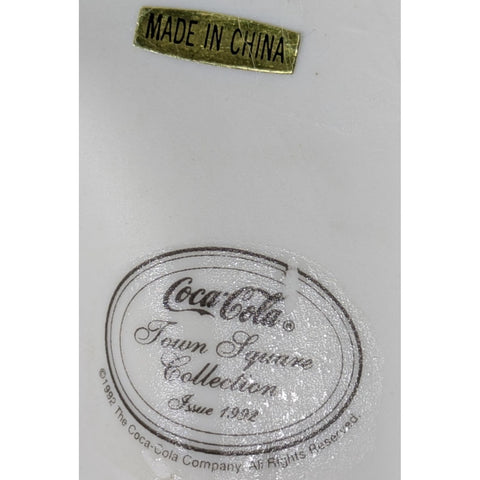 MADE IN CHINA
Coca-Cola®
Town Square
Collection
Issue 1992
©1992 The Coca-Cola Company. All Rights Reserved.